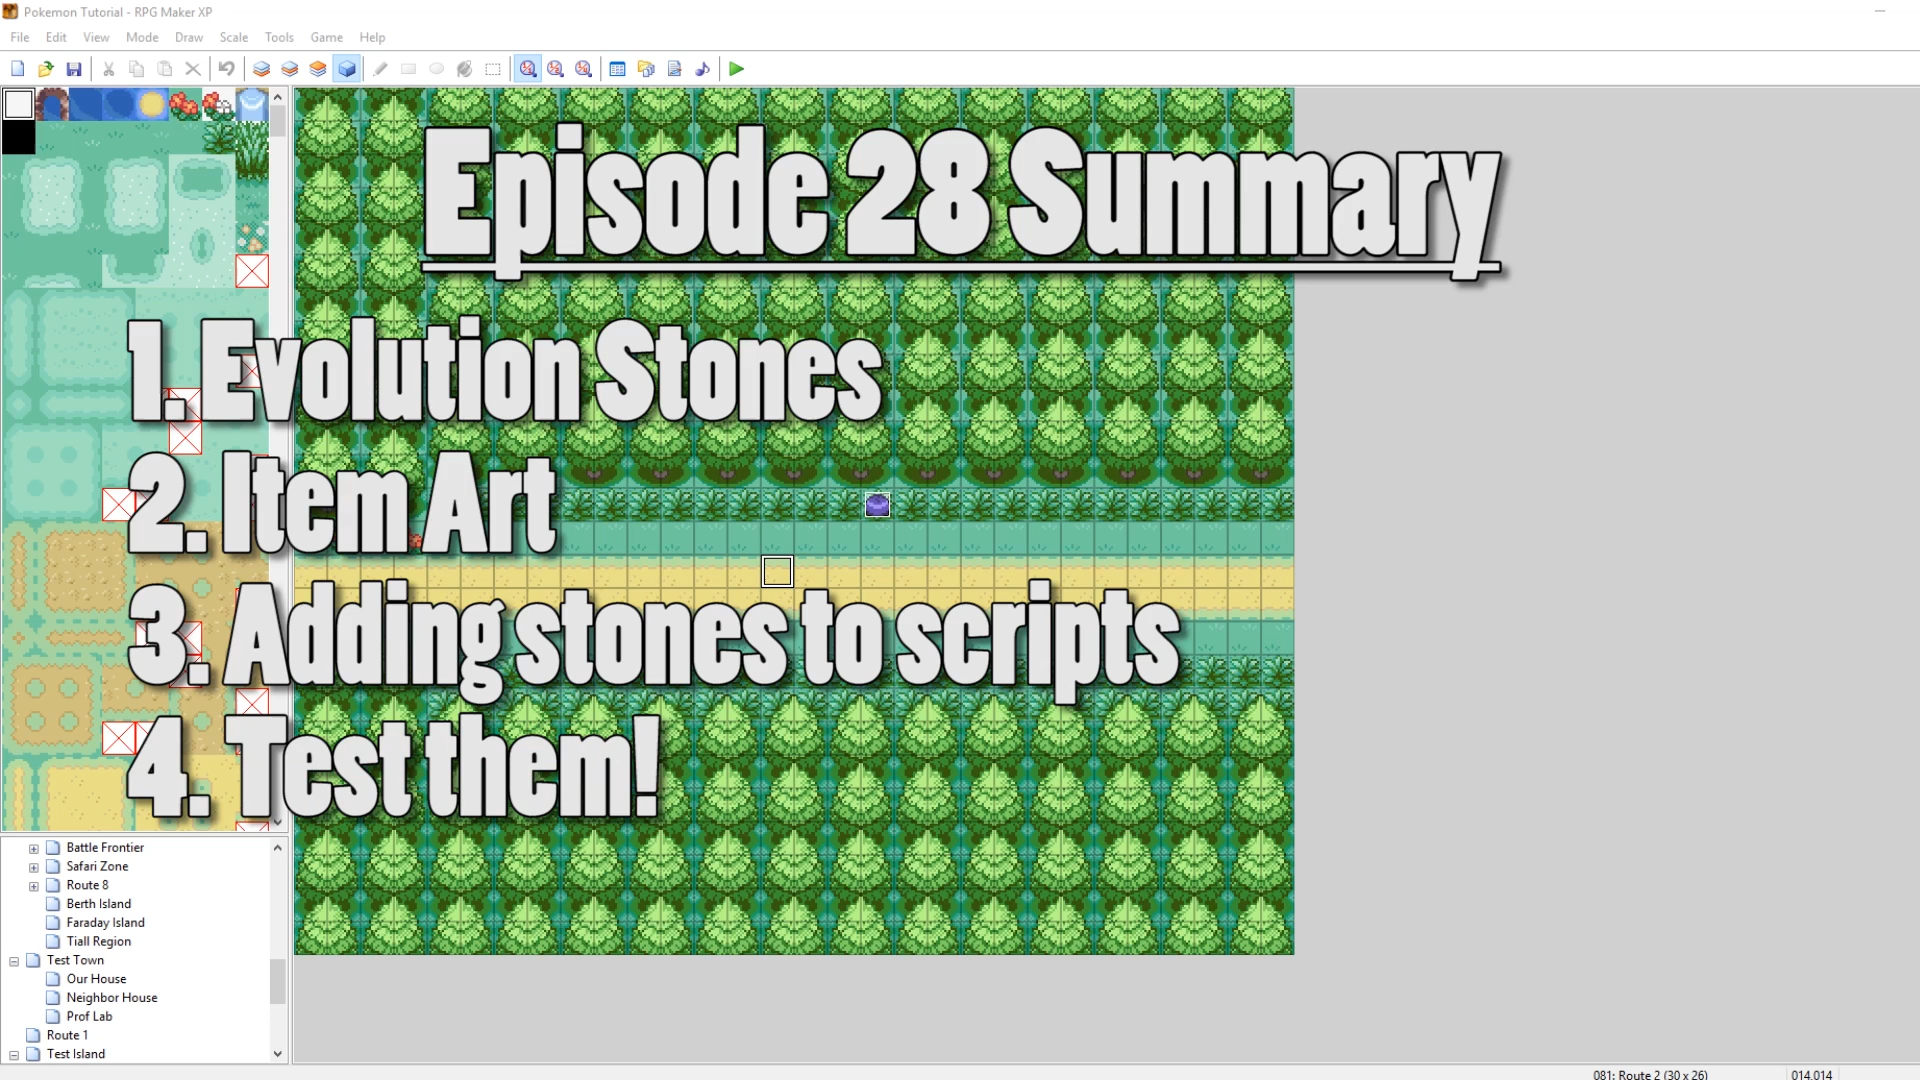 Pokemon Tutorial - RPG Maker XP
File Edit View Mode Draw Scale Tools Game Help
Episode 28 Summary
1. Evolution Stones
2. Item Art
3. Adding stones to scripts
4. Test them!
Battle Frontier
Safari Zone
Route 8
Berth Island
Faraday Island
Tiall Region
Test Town
Our House
Neighbor House
Prof Lab
Route 1
Test Island
081: Route 2 (30 x 26) 014,014